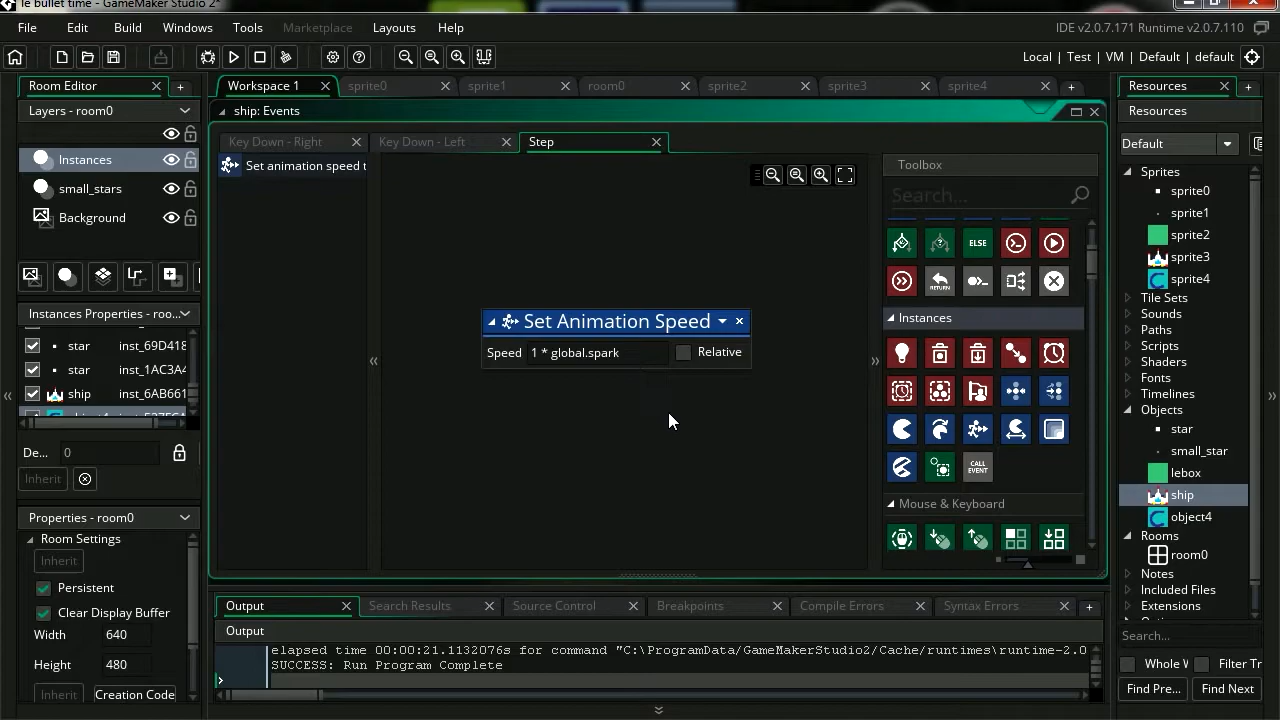 le bullet time - GameMaker Studio 2*
File Edit Build Windows Tools Marketplace Layouts Help
IDE v2.0.7.171 Runtime v2.0.7.110
Local | Test | VM | Default | default
Room Editor
Layers - room0
Instances
small_stars
Background
Instances Properties - roo...
star inst_69D418
star inst_1AC3A4
ship inst_6AB661
De... 0
Inherit
Properties - room0
Room Settings
Inherit
Persistent
Clear Display Buffer
Width 640
Height 480
Inherit Creation Code
Workspace 1 sprite0 sprite1 room0 sprite2 sprite3 sprite4
ship: Events
Key Down - Right Key Down - Left Step
Set animation speed t
Set Animation Speed
Speed 1 * global.spark Relative
Toolbox
Search...
ELSE
RETURN
Instances
CALL EVENT
Mouse & Keyboard
Output Search Results Source Control Breakpoints Compile Errors Syntax Errors
Output
elapsed time 00:00:21.1132076s for command "C:\ProgramData/GameMakerStudio2/Cache/runtimes\runtime-2.0
SUCCESS: Run Program Complete
Resources
Resources
Default
Sprites
sprite0
sprite1
sprite2
sprite3
sprite4
Tile Sets
Sounds
Paths
Scripts
Shaders
Fonts
Timelines
Objects
star
small_star
lebox
ship
object4
Rooms
room0
Notes
Included Files
Extensions
Search...
Whole W Filter Tr
Find Pre... Find Next